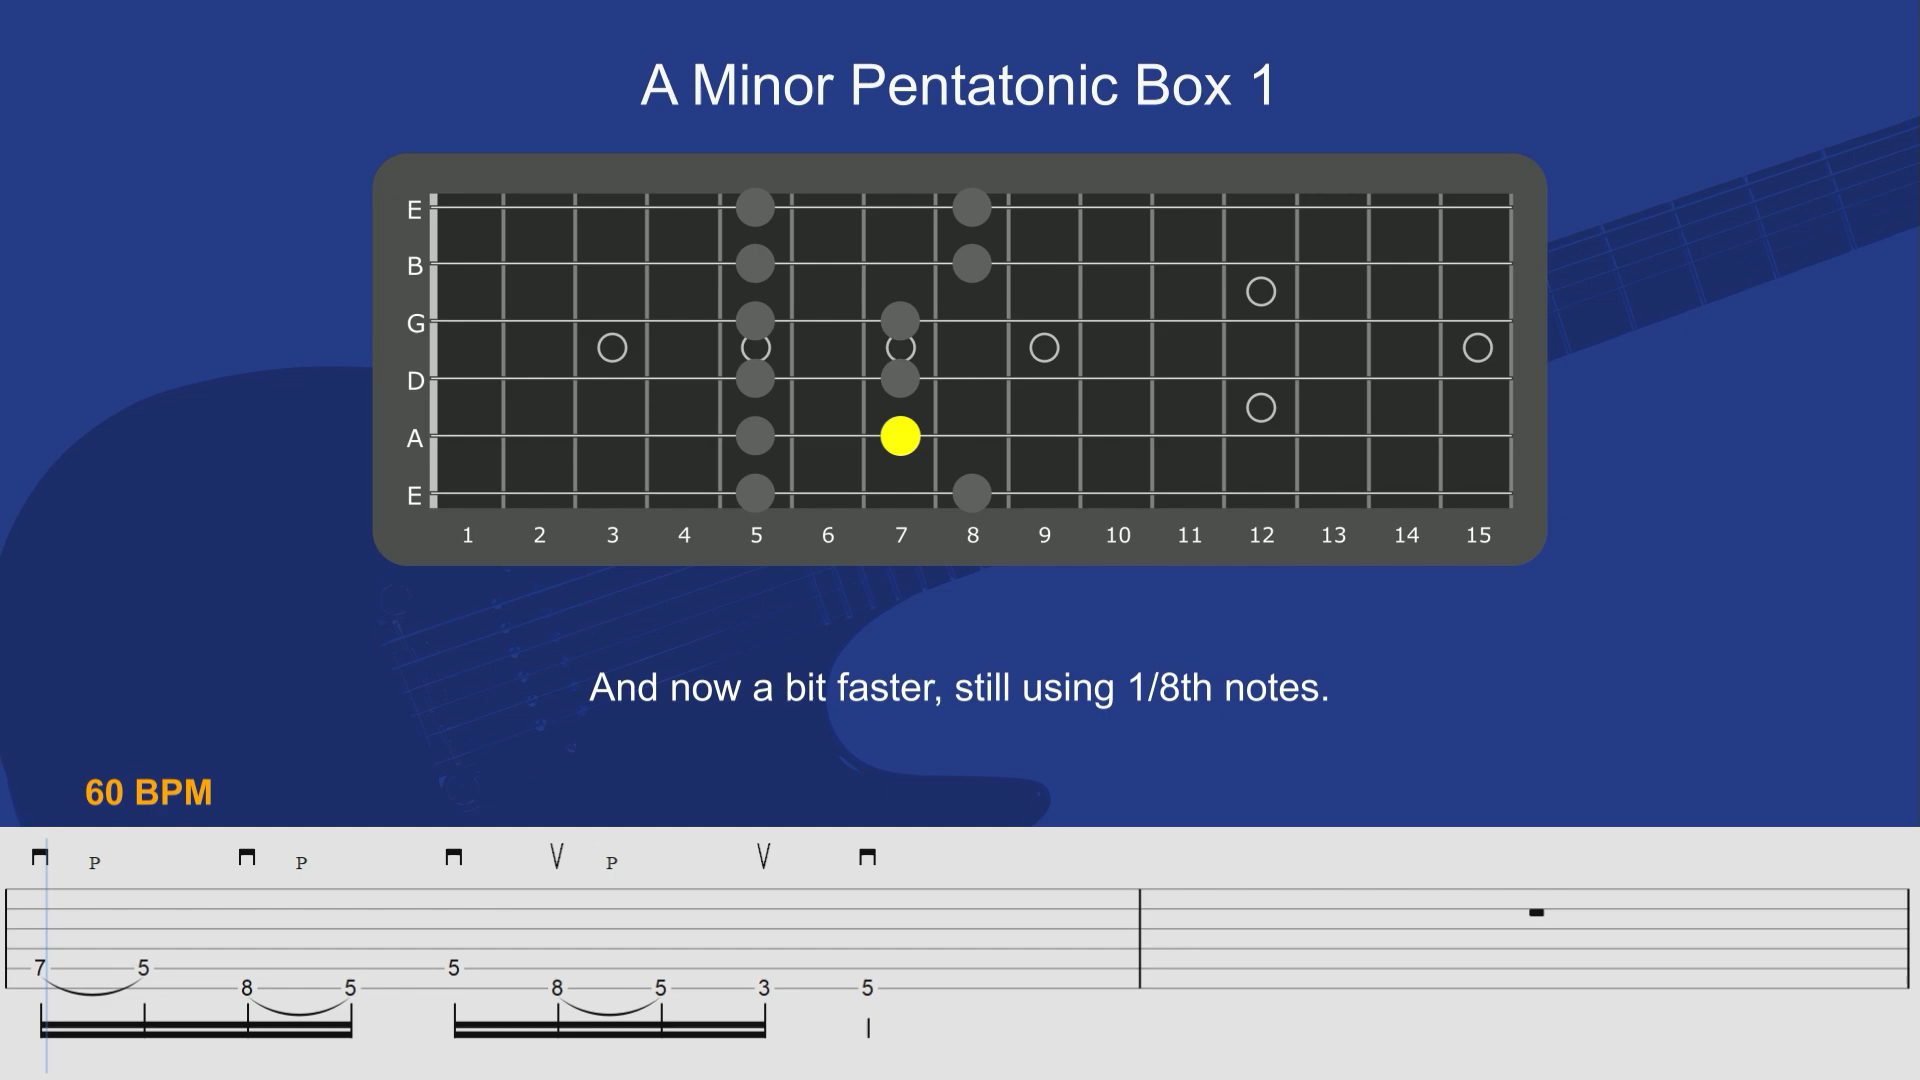 A Minor Pentatonic Box 1
E
B
G
D
A
E
1 2 3 4 5 6 7 8 9 10 11 12 13 14 15
And now a bit faster, still using 1/8th notes.
60 BPM
P P P
7 5 5
8 5 8 5 3 5